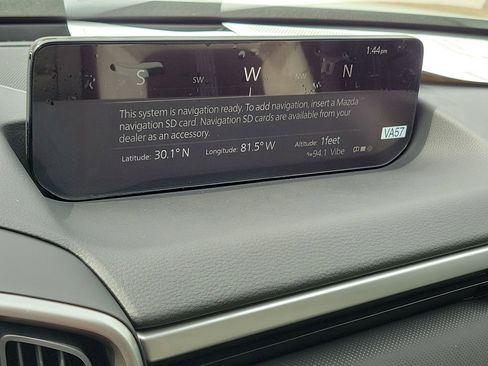 1:44pm
S SW W NW N
This system is navigation ready. To add navigation, insert a Mazda
navigation SD card. Navigation SD cards are available from your
dealer as an accessory.
VA57
Latitude: 30.1° N Longitude: 81.5° W Altitude: 1feet
94.1 Vibe